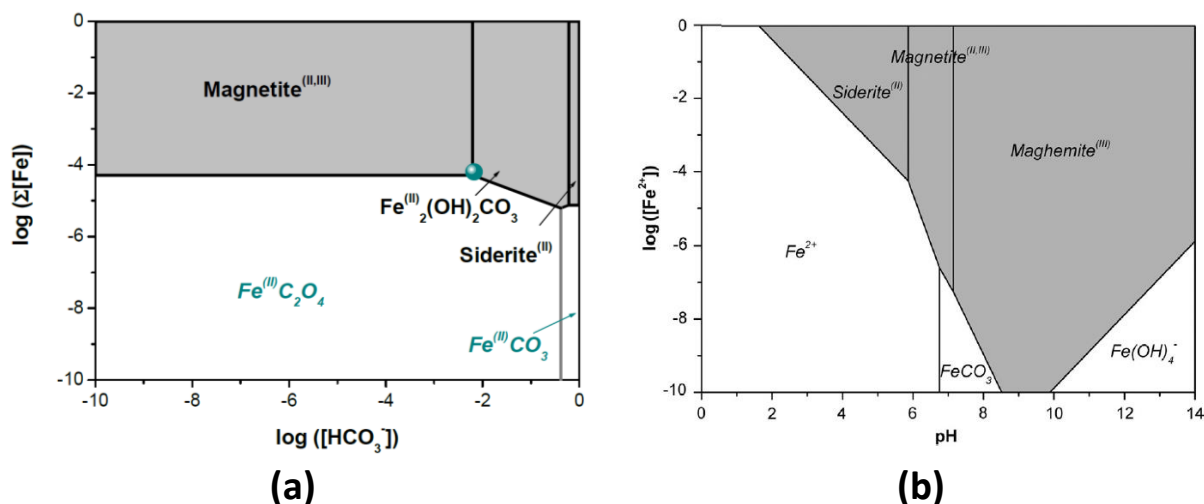 0
-2
-4
-6
-8
-10
log (Σ[Fe])
Magnetite(II,III)
Fe(II)2(OH)2CO3
Siderite(II)
Fe(II)C2O4
Fe(II)CO3
-10 -8 -6 -4 -2 0
log ([HCO3-])
(a)
0
-2
-4
-6
-8
-10
log ([Fe2+])
Magnetite(II,III)
Siderite(II)
Maghemite(III)
Fe2+
FeCO3
Fe(OH)4-
0 2 4 6 8 10 12 14
pH
(b)